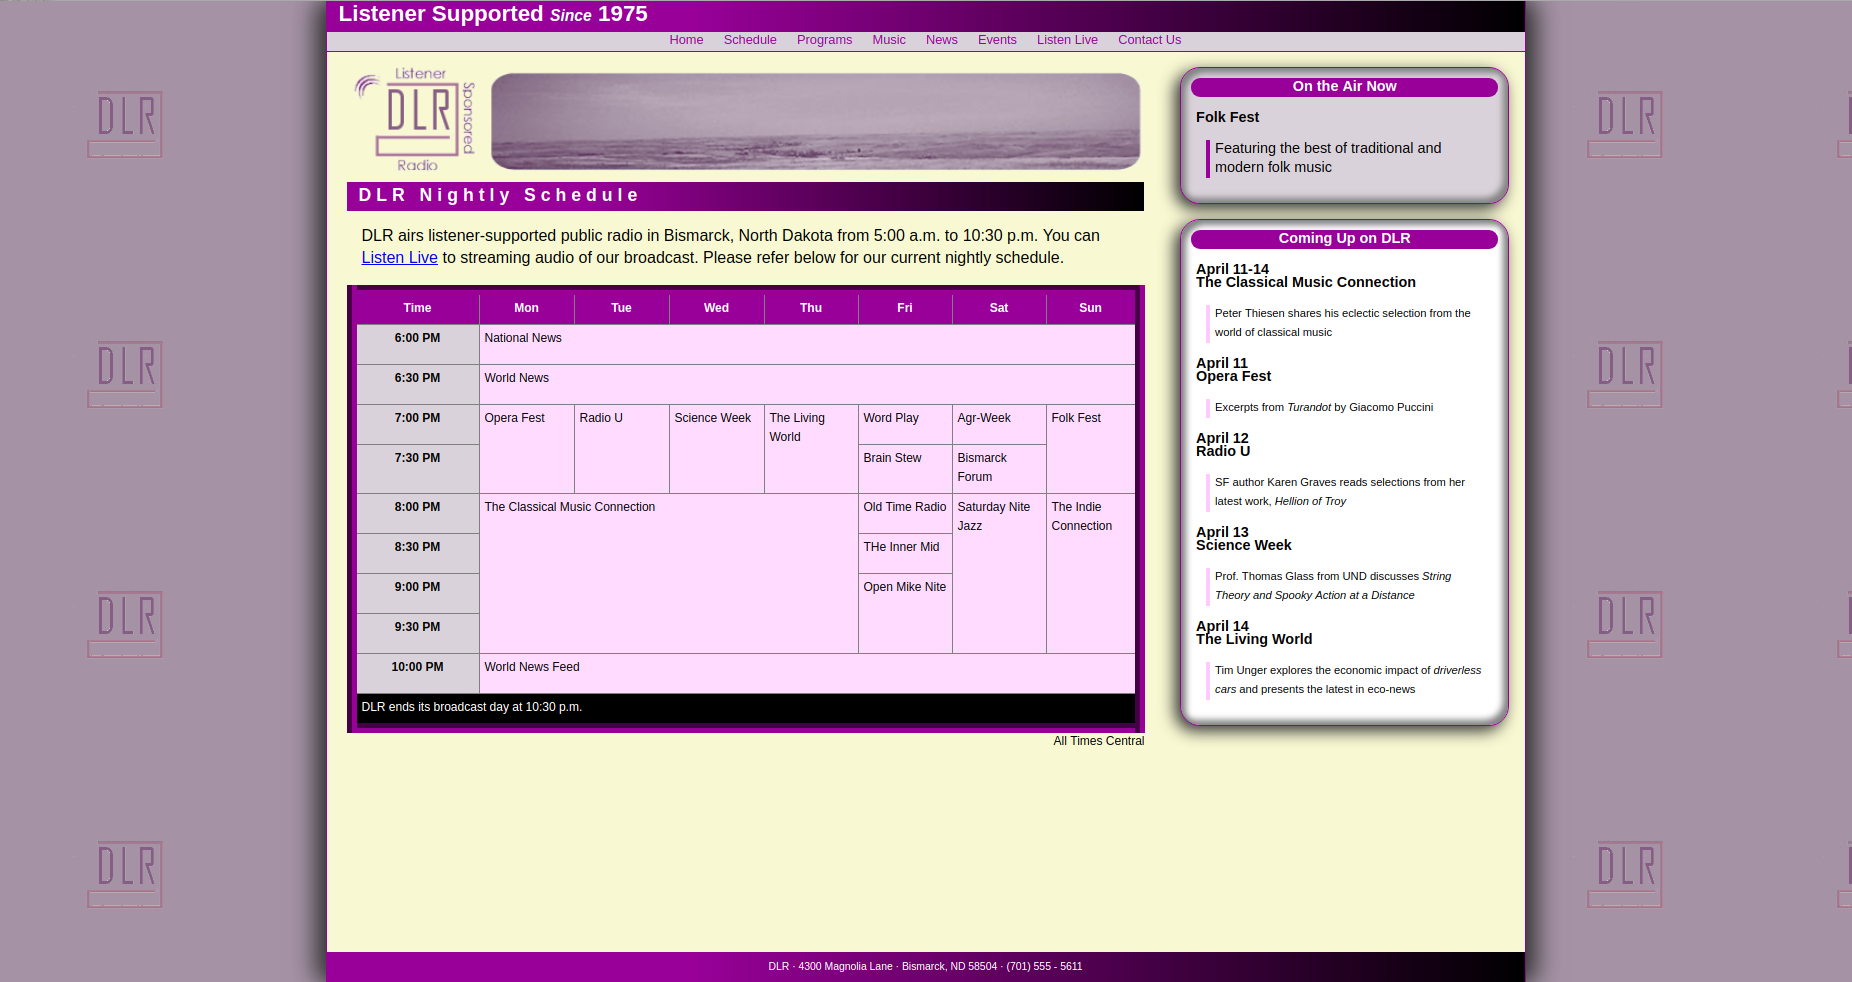 Listener Supported Since 1975
Home Schedule Programs Music News Events Listen Live Contact Us
Listener
DLR
Sponsored
Radio
DLR Nightly Schedule
DLR airs listener-supported public radio in Bismarck, North Dakota from 5:00 a.m. to 10:30 p.m. You can
Listen Live to streaming audio of our broadcast. Please refer below for our current nightly schedule.
Time Mon Tue Wed Thu Fri Sat Sun
6:00 PM National News
6:30 PM World News
7:00 PM Opera Fest Radio U Science Week The Living World Word Play Agr-Week Folk Fest
7:30 PM Brain Stew Bismarck Forum
8:00 PM The Classical Music Connection Old Time Radio Saturday Nite Jazz The Indie Connection
8:30 PM THe Inner Mid
9:00 PM Open Mike Nite
9:30 PM
10:00 PM World News Feed
DLR ends its broadcast day at 10:30 p.m.
All Times Central
On the Air Now
Folk Fest
Featuring the best of traditional and
modern folk music
Coming Up on DLR
April 11-14
The Classical Music Connection
Peter Thiesen shares his eclectic selection from the
world of classical music
April 11
Opera Fest
Excerpts from Turandot by Giacomo Puccini
April 12
Radio U
SF author Karen Graves reads selections from her
latest work, Hellion of Troy
April 13
Science Week
Prof. Thomas Glass from UND discusses String
Theory and Spooky Action at a Distance
April 14
The Living World
Tim Unger explores the economic impact of driverless
cars and presents the latest in eco-news
DLR · 4300 Magnolia Lane · Bismarck, ND 58504 · (701) 555 - 5611
DLR
DLR
DLR
DLR
DLR
DLR
DLR
DLR